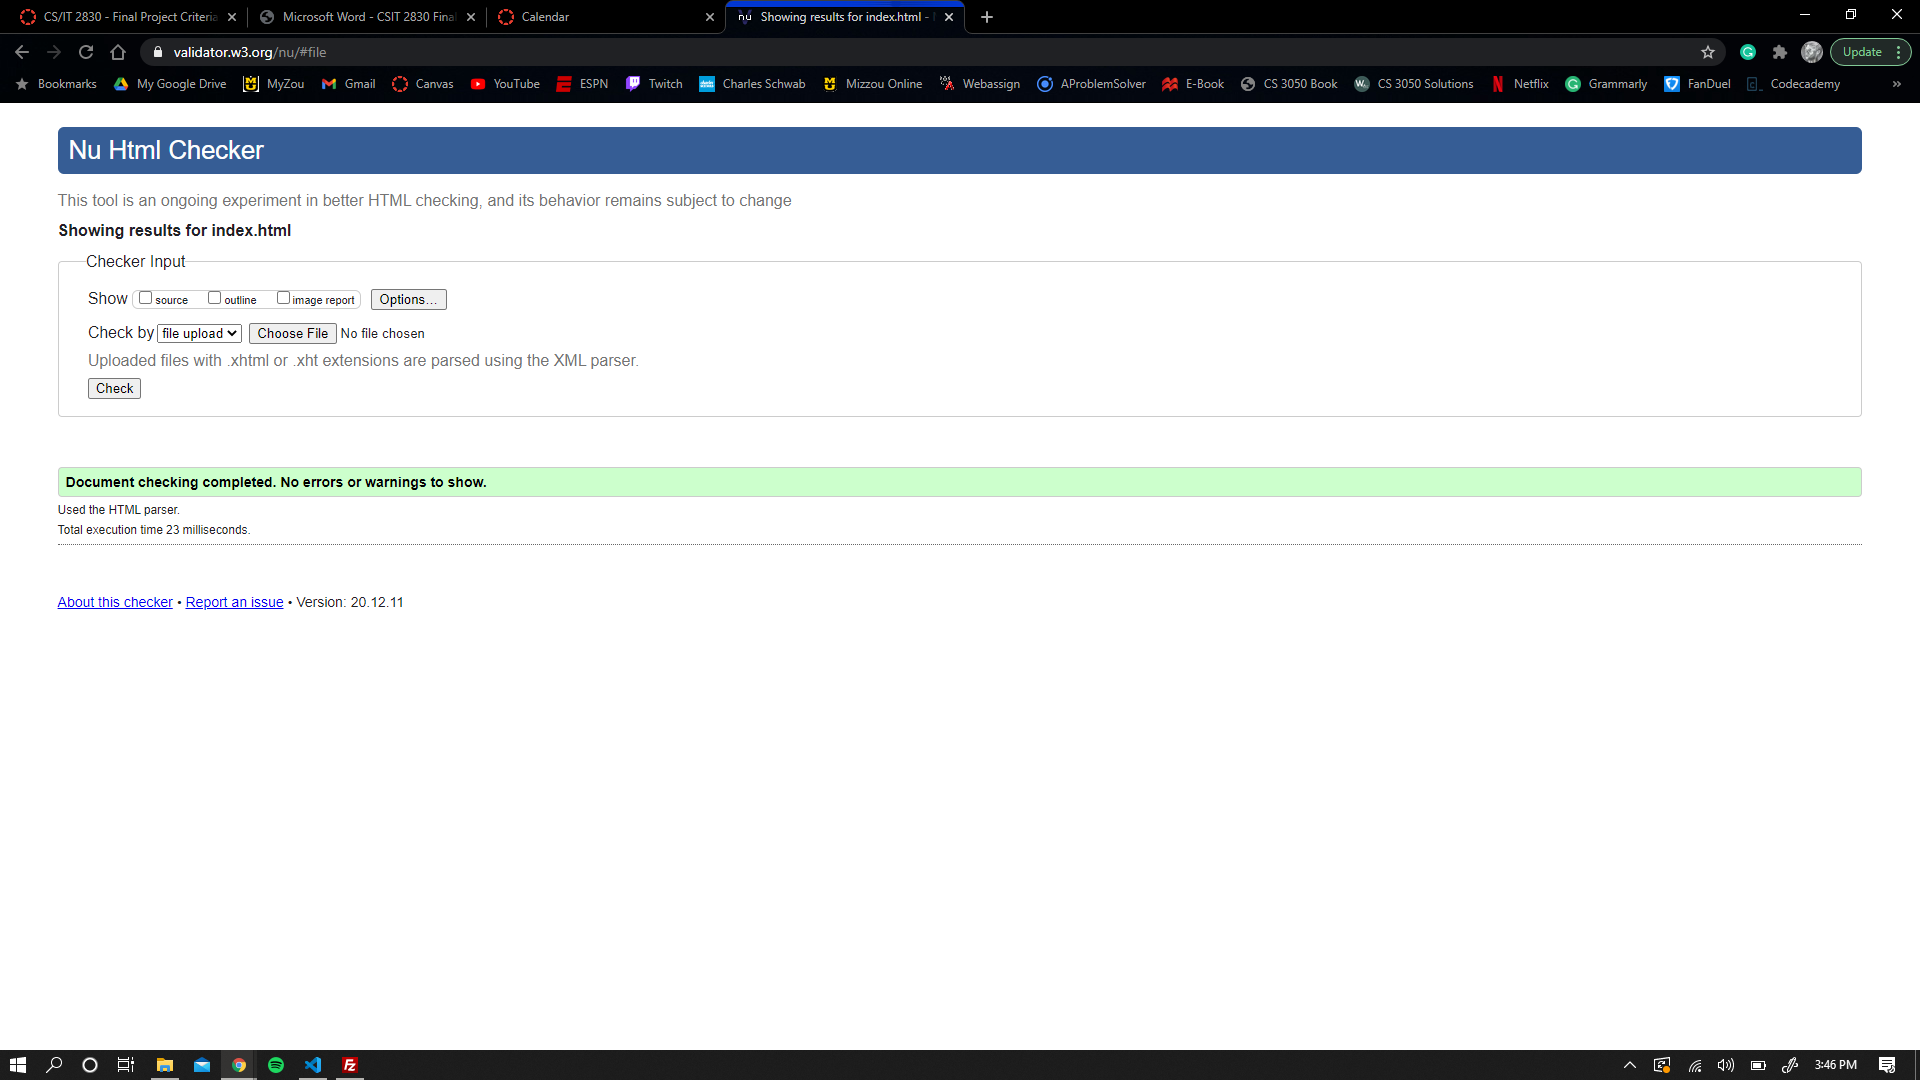 CS/IT 2830 - Final Project Criteria
Microsoft Word - CSIT 2830 Final
Calendar
Showing results for index.html -
validator.w3.org/nu/#file
Update
Bookmarks My Google Drive MyZou Gmail Canvas YouTube ESPN Twitch Charles Schwab Mizzou Online Webassign AProblemSolver E-Book CS 3050 Book CS 3050 Solutions Netflix Grammarly FanDuel Codecademy »
Nu Html Checker
This tool is an ongoing experiment in better HTML checking, and its behavior remains subject to change
Showing results for index.html
Checker Input
Show source outline image report Options...
Check by file upload Choose File No file chosen
Uploaded files with .xhtml or .xht extensions are parsed using the XML parser.
Check
Document checking completed. No errors or warnings to show.
Used the HTML parser.
Total execution time 23 milliseconds.
About this checker • Report an issue • Version: 20.12.11
3:46 PM